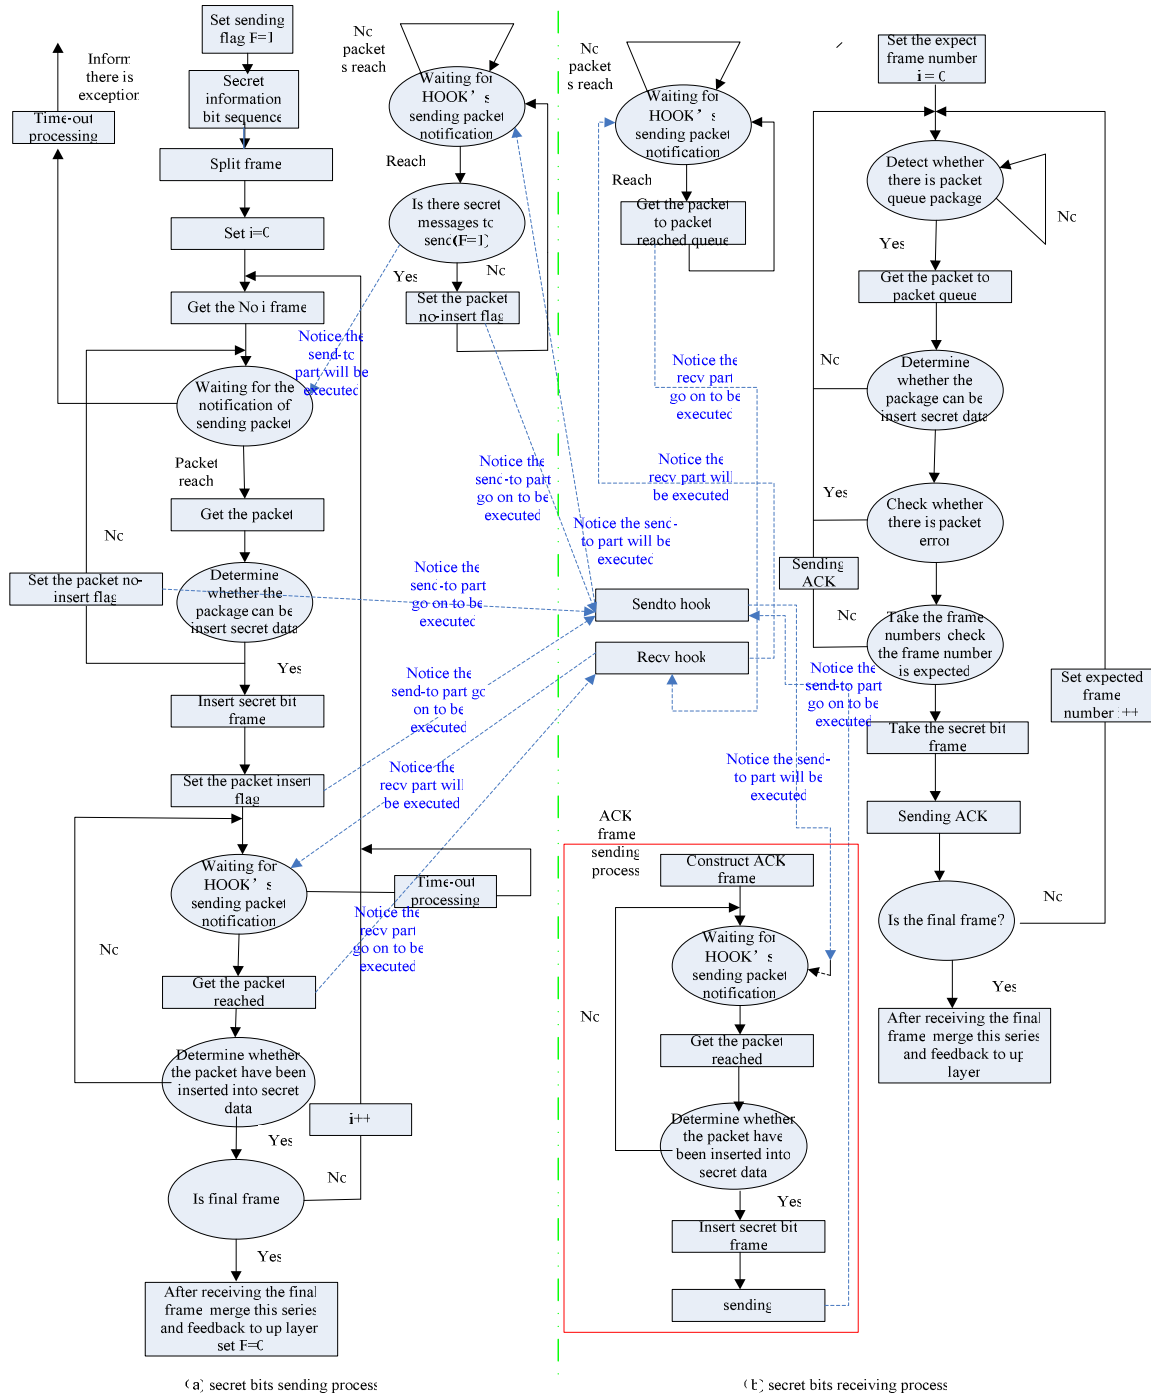 Set sending
flag F=1
Secret
information
bit sequence
Split frame
Set i=0
Get the No i frame
Waiting for the
notification of
sending packet
Packet
reach
Get the packet
Determine
whether the
package can be
insert secret data
No
Set the packet no-
insert flag
Yes
Insert secret bit
frame
Set the packet insert
flag
Waiting for
HOOK’s
sending packet
notification
Time-out
processing
No
Get the packet
reached
Determine whether
the packet have been
inserted into secret
data
Yes
i++
Is final frame
No
Yes
After receiving the final
frame merge this series
and feedback to up layer
set F=0
Inform
there is
exception
Time-out
processing
No
packet
s reach
Waiting for
HOOK’s
sending packet
notification
Reach
Is there secret
messages to
send(F=1)
Yes
No
Set the packet
no-insert flag
Notice the
send-to
part will be
executed
Notice the
send-to part
go on to be
executed
Notice the send-
to part will be
executed
Notice the
send-to part
go on to be
executed
Notice the
send-to part go
on to be
executed
Notice the
recv part will
be executed
Notice the
recv part
go on to be
executed
No
packet
s reach
Waiting for
HOOK’s
sending packet
notification
Reach
Get the packet
to packet
reached queue
Notice the
recv part
go on to be
executed
Notice the
recv part will
be executed
Sendto hook
Recv hook
Notice the
send-to part
go on to be
executed
Notice the send-
to part will be
executed
ACK
frame
sending
process
Construct ACK
frame
Waiting for
HOOK’s
sending packet
notification
No
Get the packet
reached
Determine whether
the packet have
been inserted into
secret data
Yes
Insert secret bit
frame
sending
Set the expect
frame number
i = 0
Detect whether
there is packet
queue package
No
Yes
Get the packet to
packet queue
No
Determine
whether the
package can be
insert secret data
Yes
Check whether
there is packet
error
Sending
ACK
No
Take the frame
numbers check
the frame number
is expected
Set expected
frame
number :++
Take the secret bit
frame
Sending ACK
Is the final frame?
No
Yes
After receiving the final
frame merge this series
and feedback to up
layer
(a) secret bits sending process
(b) secret bits receiving process